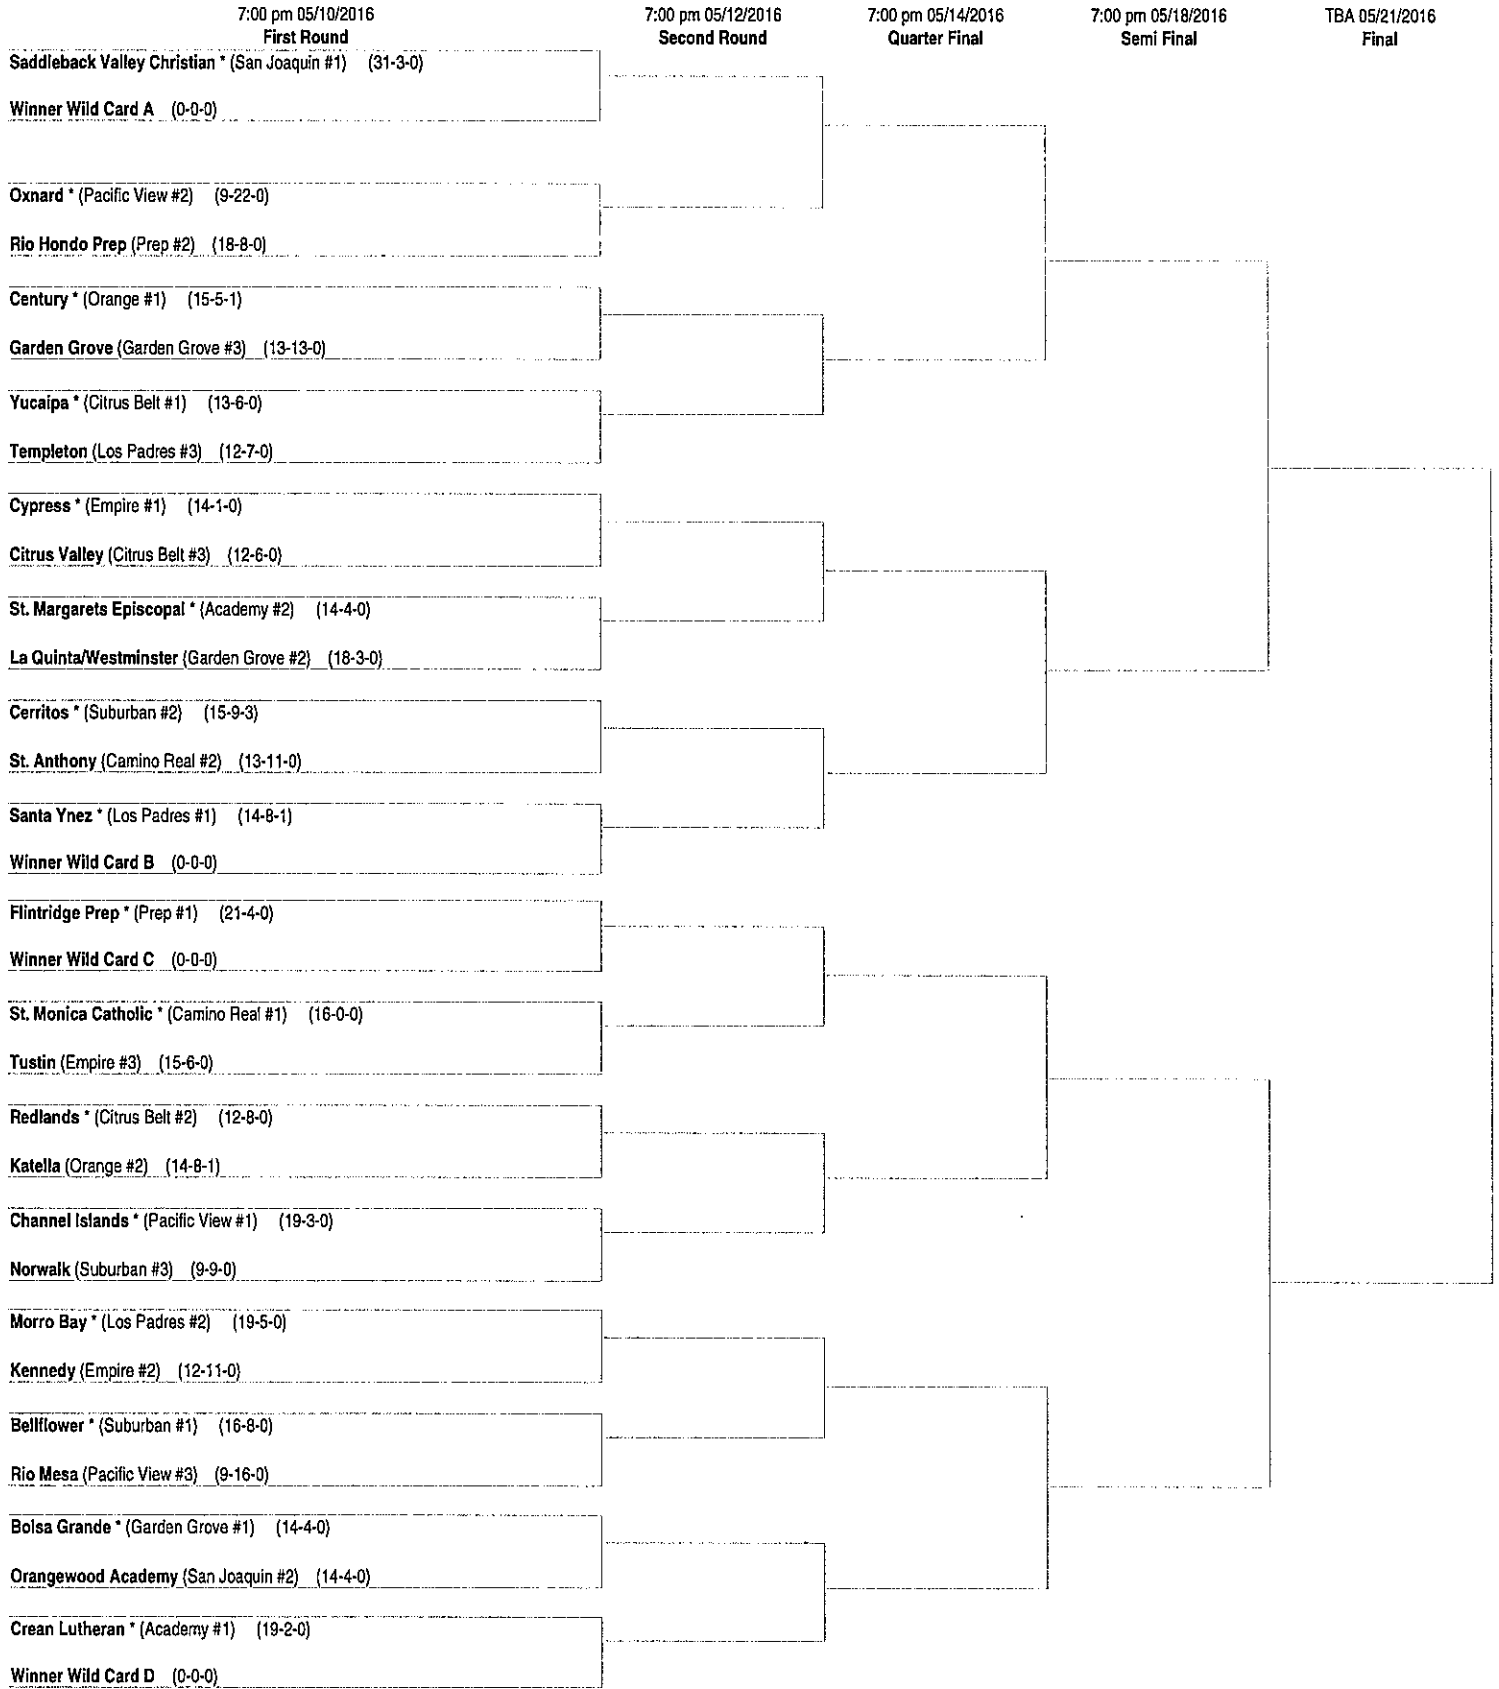 7:00 pm 05/10/2016 7:00 pm 05/12/2016 7:00 pm 05/14/2016 7:00 pm 05/18/2016 TBA 05/21/2016
First Round Second Round Quarter Final Semi Final Final
Saddleback Valley Christian * (San Joaquin #1) (31-3-0)
Winner Wild Card A (0-0-0)
Oxnard * (Pacific View #2) (9-22-0)
Rio Hondo Prep (Prep #2) (18-8-0)
Century * (Orange #1) (15-5-1)
Garden Grove (Garden Grove #3) (13-13-0)
Yucaipa * (Citrus Belt #1) (13-6-0)
Templeton (Los Padres #3) (12-7-0)
Cypress * (Empire #1) (14-1-0)
Citrus Valley (Citrus Belt #3) (12-6-0)
St. Margarets Episcopal * (Academy #2) (14-4-0)
La Quinta/Westminster (Garden Grove #2) (18-3-0)
Cerritos * (Suburban #2) (15-9-3)
St. Anthony (Camino Real #2) (13-11-0)
Santa Ynez * (Los Padres #1) (14-8-1)
Winner Wild Card B (0-0-0)
Flintridge Prep * (Prep #1) (21-4-0)
Winner Wild Card C (0-0-0)
St. Monica Catholic * (Camino Real #1) (16-0-0)
Tustin (Empire #3) (15-6-0)
Redlands * (Citrus Belt #2) (12-8-0)
Katella (Orange #2) (14-8-1)
Channel Islands * (Pacific View #1) (19-3-0)
Norwalk (Suburban #3) (9-9-0)
Morro Bay * (Los Padres #2) (19-5-0)
Kennedy (Empire #2) (12-11-0)
Bellflower * (Suburban #1) (16-8-0)
Rio Mesa (Pacific View #3) (9-16-0)
Bolsa Grande * (Garden Grove #1) (14-4-0)
Orangewood Academy (San Joaquin #2) (14-4-0)
Crean Lutheran * (Academy #1) (19-2-0)
Winner Wild Card D (0-0-0)